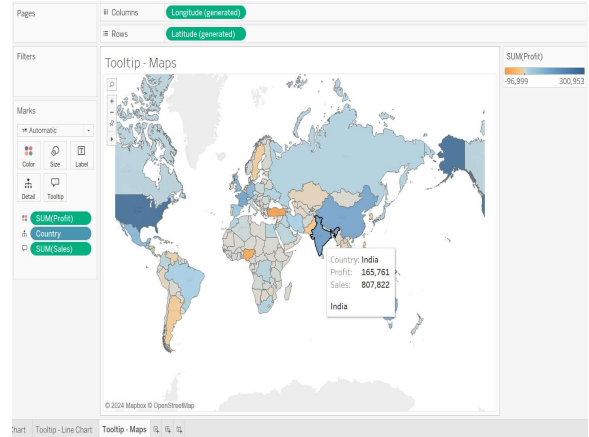 Pages
Columns
Longitude (generated)
Rows
Latitude (generated)
Filters
Tooltip - Maps
SUM(Profit)
-96,999
300,953
Marks
Automatic
Color
Size
Label
Detail
Tooltip
SUM(Profit)
Country
SUM(Sales)
Country: India
Profit: 165,761
Sales: 807,822
India
© 2024 Mapbox © OpenStreetMap
Chart
Tooltip - Line Chart
Tooltip - Maps